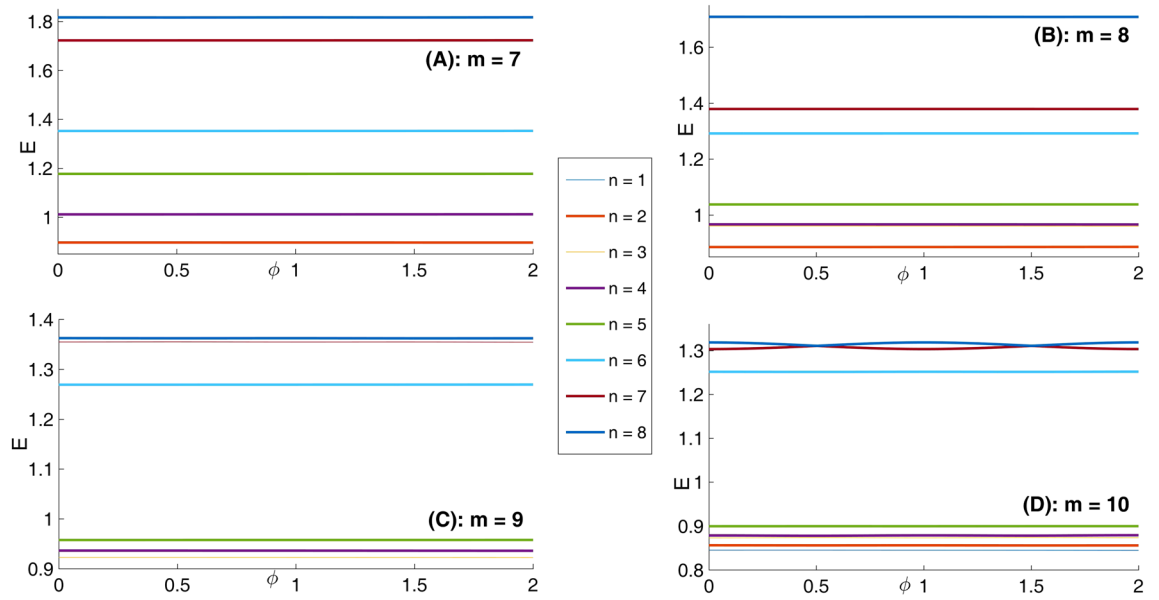 1.8
1.6
1.4
1.2
1
E
(A): m = 7
0
0.5
ϕ
1
1.5
2
1.6
1.4
1.2
1
E
(B): m = 8
0
0.5
ϕ
1
1.5
2
n = 1
n = 2
n = 3
n = 4
n = 5
n = 6
n = 7
n = 8
1.4
1.3
1.2
1.1
1
0.9
E
(C): m = 9
0
0.5
ϕ
1
1.5
2
1.3
1.2
1.1
1
0.9
0.8
E
(D): m = 10
0
0.5
ϕ
1
1.5
2